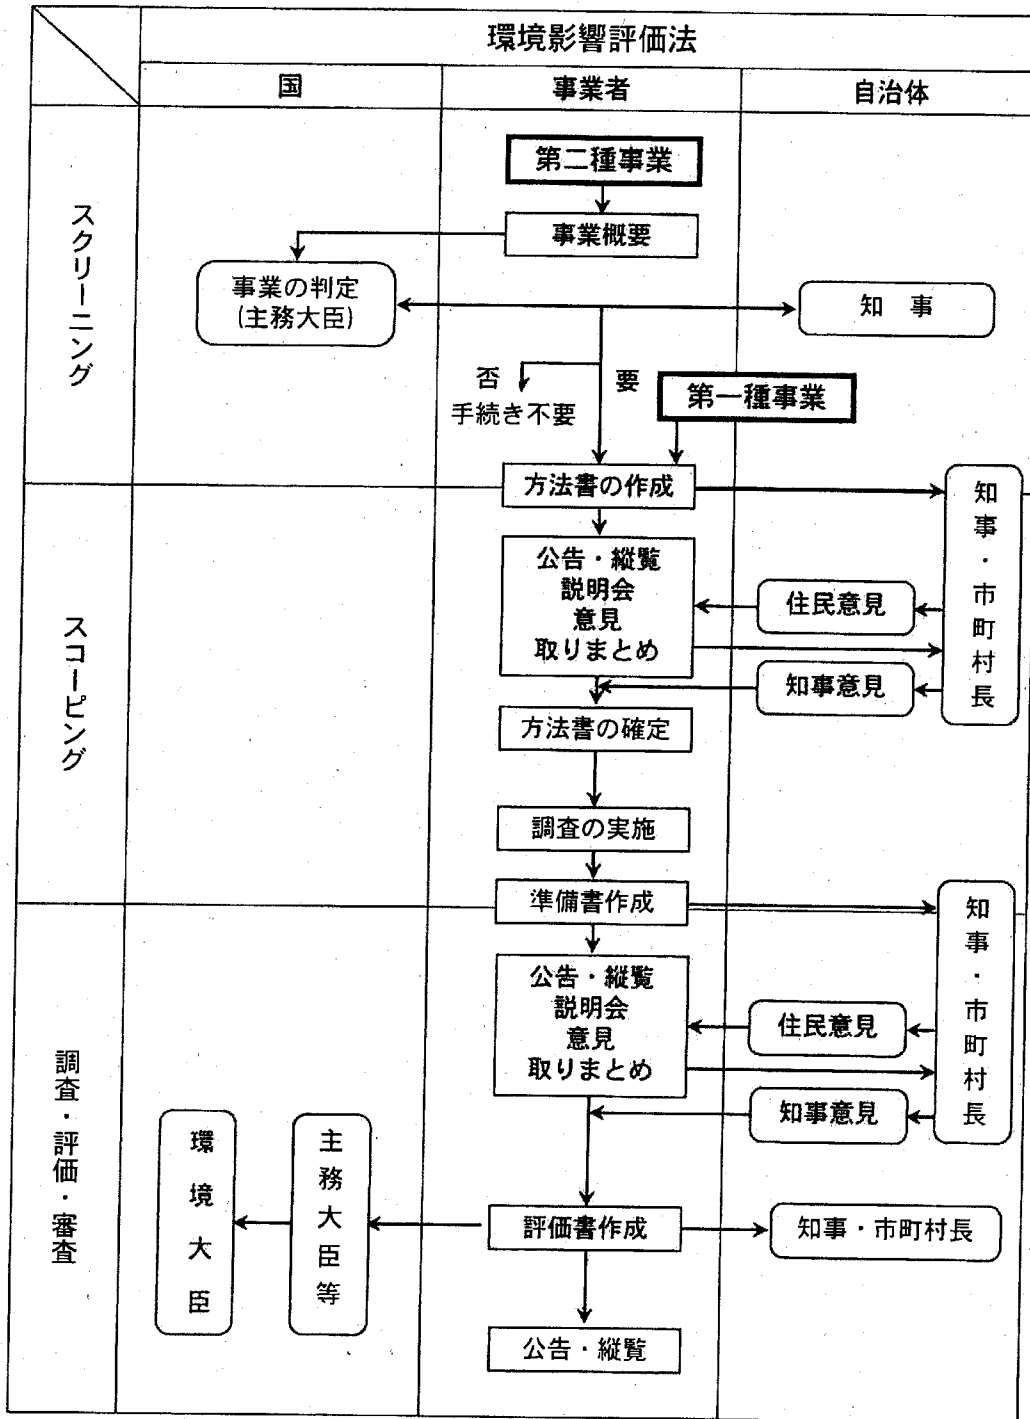 環境影響評価法
国
事業者
自治体
スクリーニング
第二種事業
事業概要
事業の判定
(主務大臣)
知 事
否
要
手続き不要
第一種事業
方法書の作成
知事・市町村長
スコーピング
公告・縦覧
説明会
意見
取りまとめ
住民意見
知事意見
方法書の確定
調査の実施
準備書作成
知事・市町村長
調査・評価・審査
公告・縦覧
説明会
意見
取りまとめ
住民意見
知事意見
環境大臣
主務大臣等
評価書作成
知事・市町村長
公告・縦覧